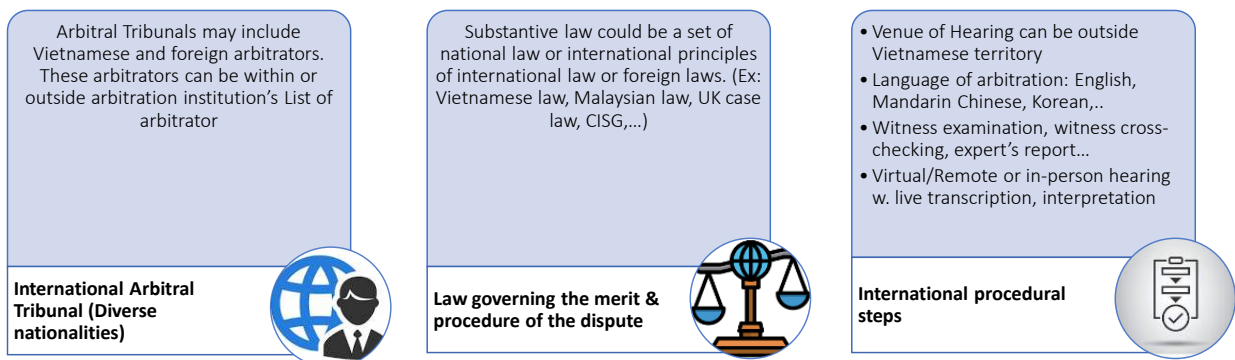 Arbitral Tribunals may include
Vietnamese and foreign arbitrators.
These arbitrators can be within or
outside arbitration institution's List of
arbitrator
International Arbitral
Tribunal (Diverse
nationalities)
Substantive law could be a set of
national law or international principles
of international law or foreign laws. (Ex:
Vietnamese law, Malaysian law, UK case
law, CISG,...)
Law governing the merit &
procedure of the dispute
• Venue of Hearing can be outside
Vietnamese territory
• Language of arbitration: English,
Mandarin Chinese, Korean,..
• Witness examination, witness cross-
checking, expert's report...
• Virtual/Remote or in-person hearing
w. live transcription, interpretation
International procedural
steps